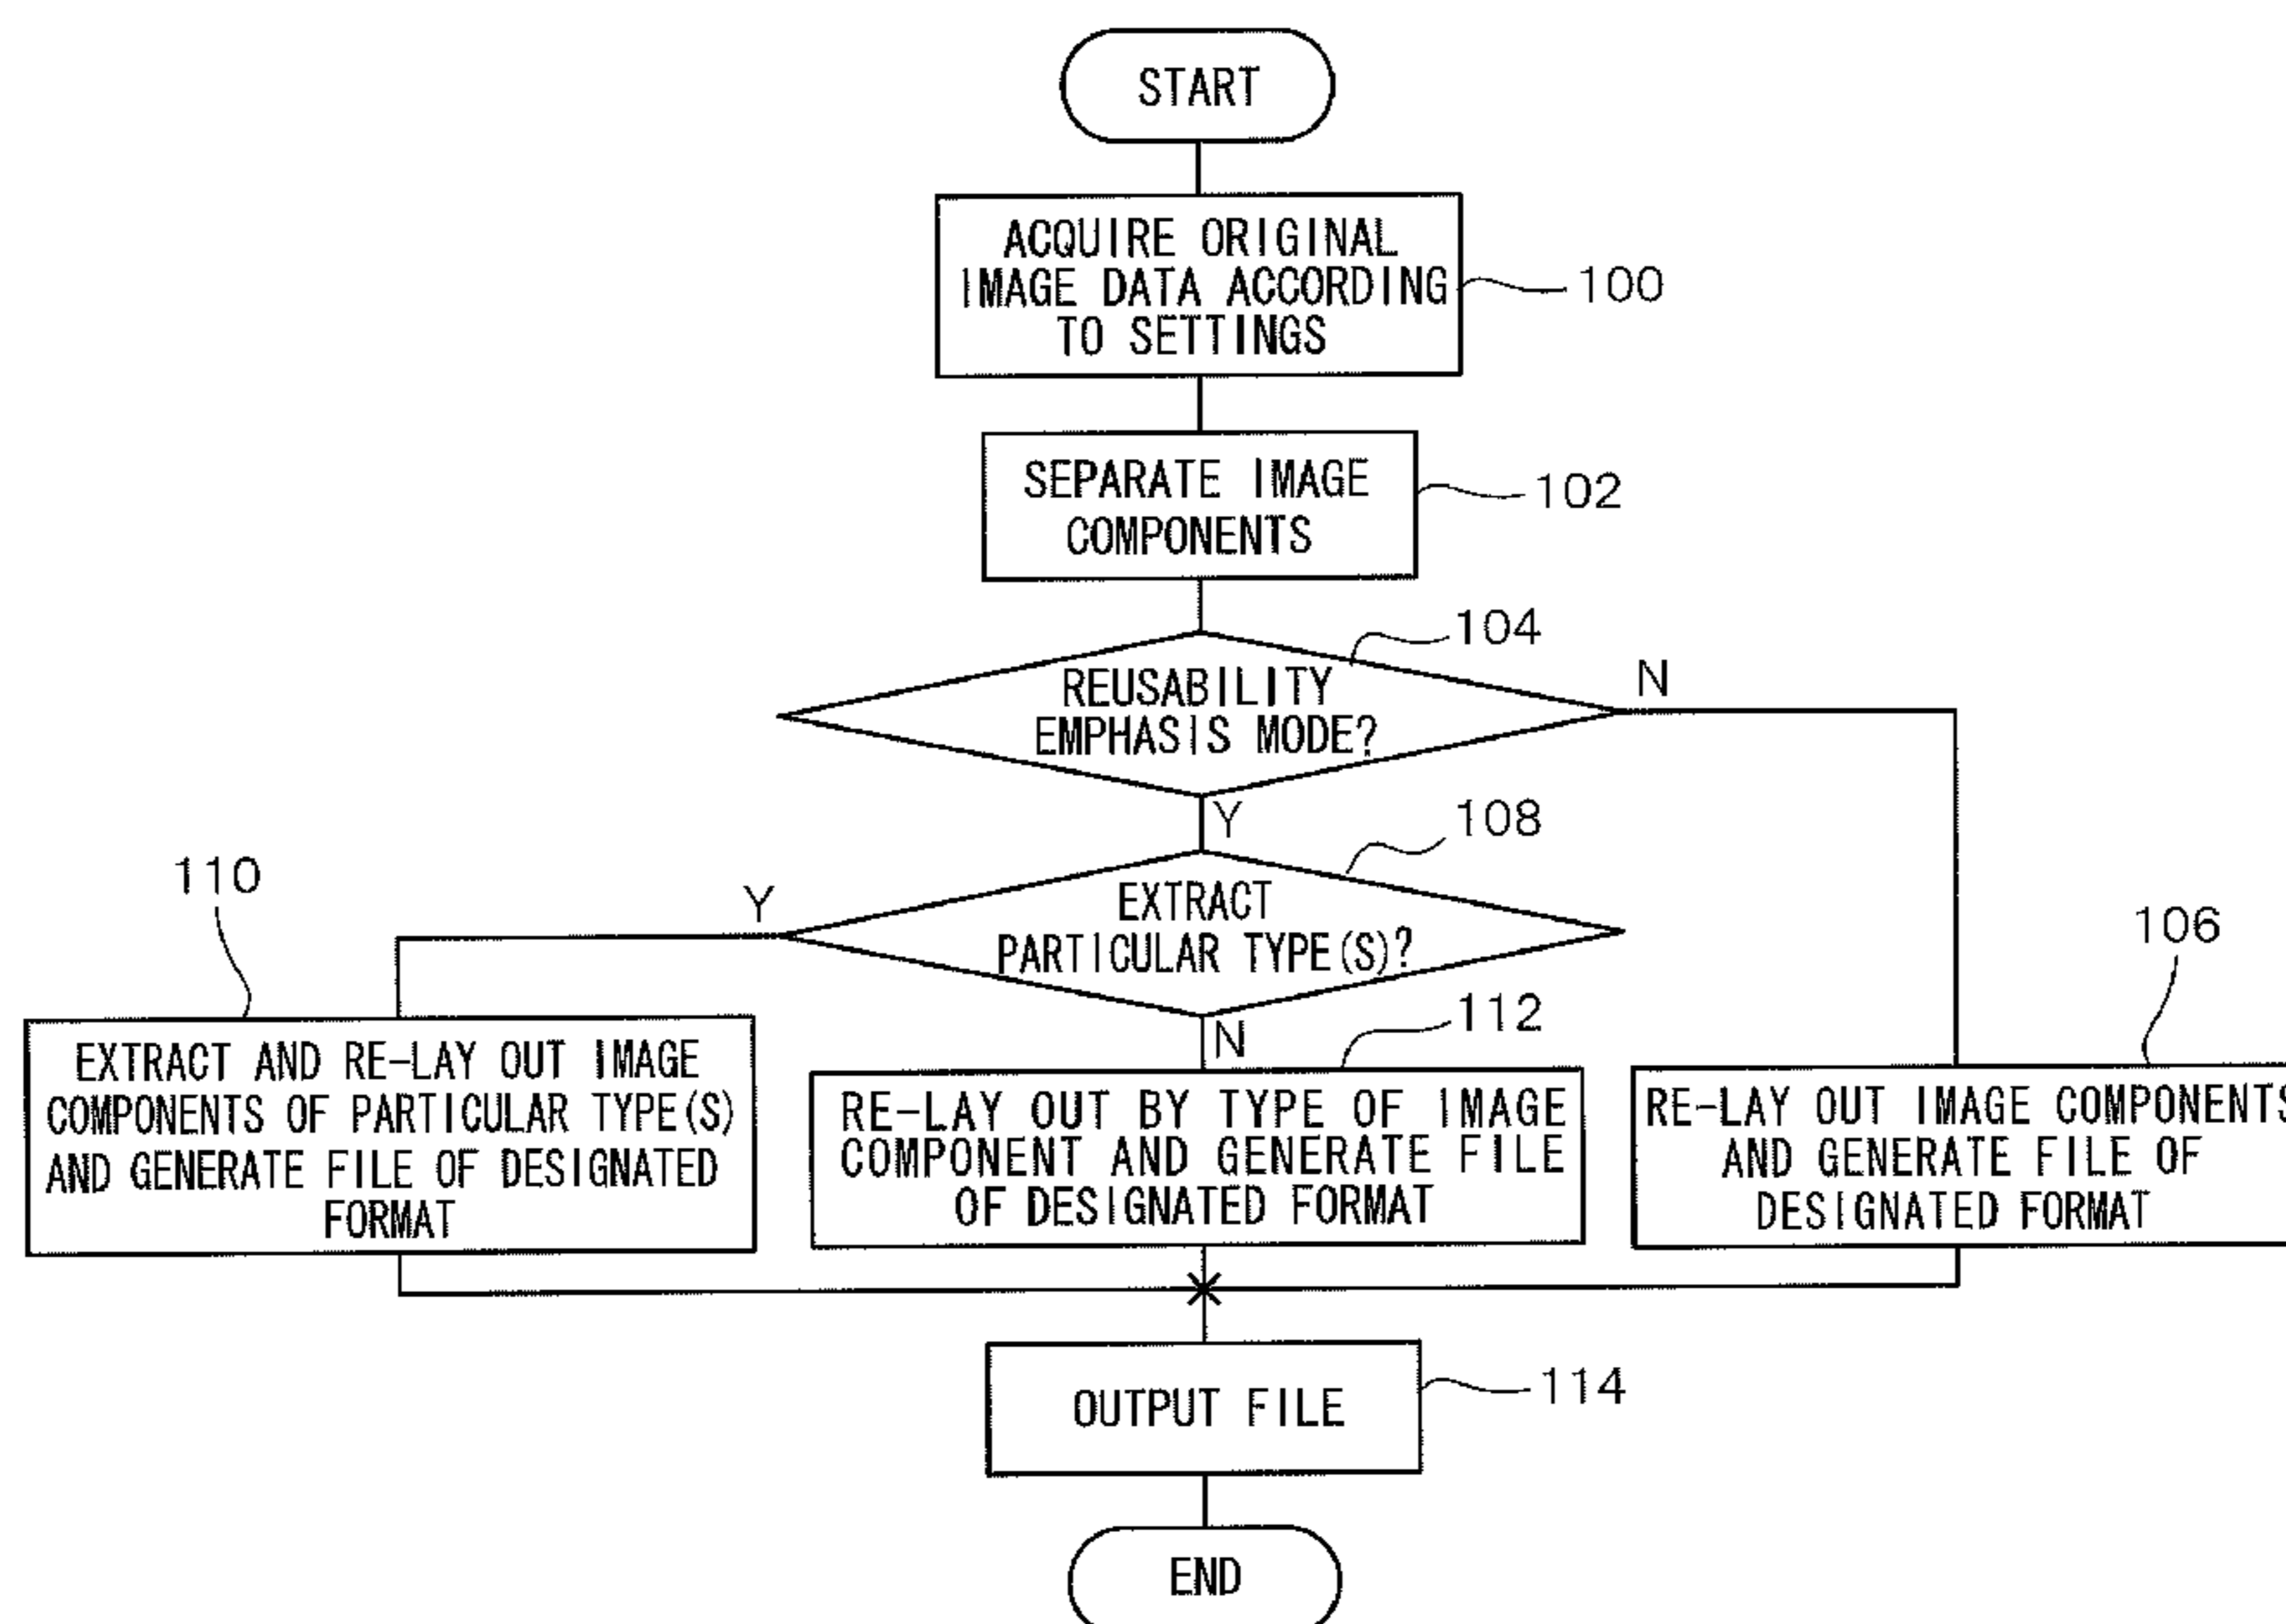 START
ACQUIRE ORIGINAL
IMAGE DATA ACCORDING
TO SETTINGS
100
SEPARATE IMAGE
COMPONENTS
102
104
REUSABILITY
EMPHASIS MODE?
N
Y
108
EXTRACT
PARTICULAR TYPE(S)?
Y
N
110
EXTRACT AND RE-LAY OUT IMAGE
COMPONENTS OF PARTICULAR TYPE(S)
AND GENERATE FILE OF DESIGNATED
FORMAT
112
RE-LAY OUT BY TYPE OF IMAGE
COMPONENT AND GENERATE FILE
OF DESIGNATED FORMAT
106
RE-LAY OUT IMAGE COMPONENTS
AND GENERATE FILE OF
DESIGNATED FORMAT
OUTPUT FILE
114
END